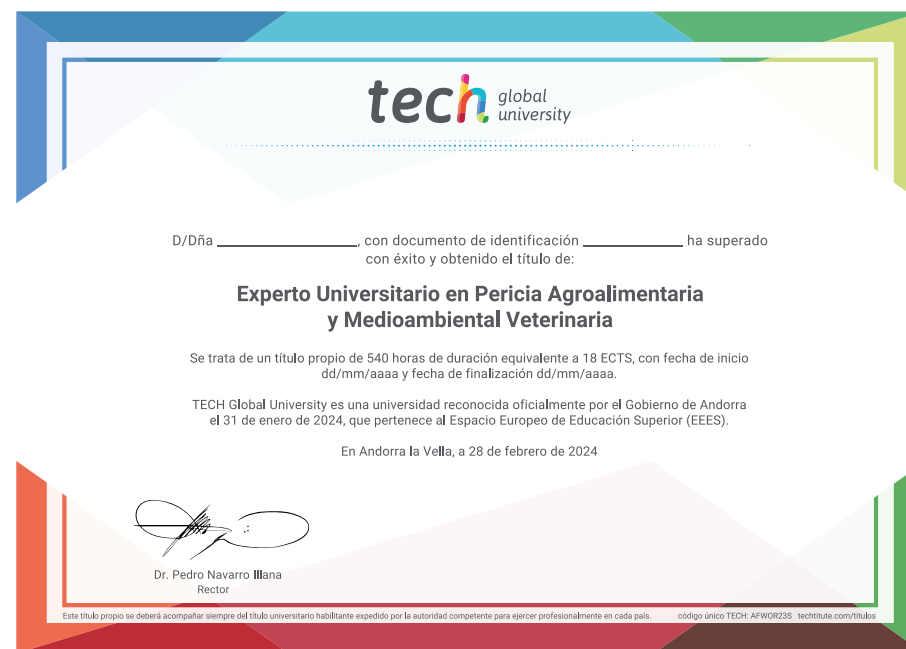 tech global university
D/Dña ____________________, con documento de identificación ______________ ha superado
con éxito y obtenido el título de:
Experto Universitario en Pericia Agroalimentaria
y Medioambiental Veterinaria
Se trata de un título propio de 540 horas de duración equivalente a 18 ECTS, con fecha de inicio
dd/mm/aaaa y fecha de finalización dd/mm/aaaa.
TECH Global University es una universidad reconocida oficialmente por el Gobierno de Andorra
el 31 de enero de 2024, que pertenece al Espacio Europeo de Educación Superior (EEES).
En Andorra la Vella, a 28 de febrero de 2024
Dr. Pedro Navarro Illana
Rector
Este título propio se deberá acompañar siempre del título universitario habilitante expedido por la autoridad competente para ejercer profesionalmente en cada país. código único TECH: AFWOR23S techtitute.com/titulos